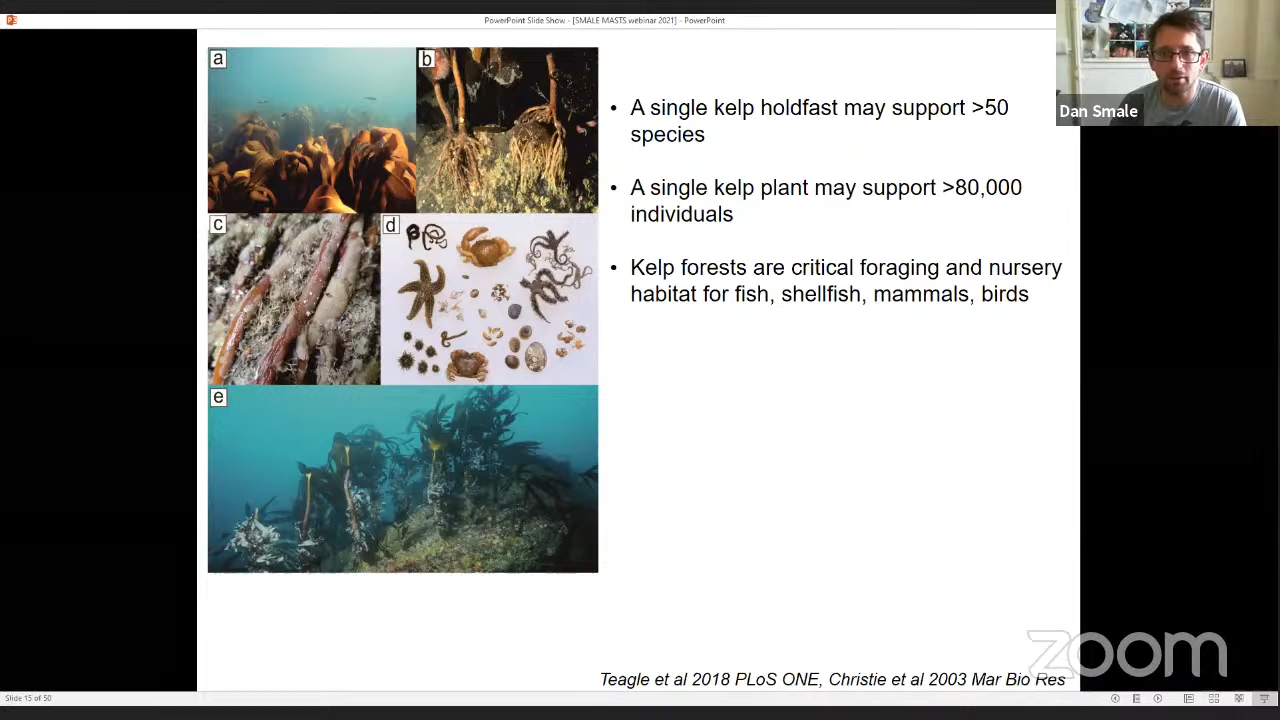 PowerPoint Slide Show - [SMALE MASTS webinar 2021] - PowerPoint
Dan Smale
a
b
c
d
e
• A single kelp holdfast may support >50
species
• A single kelp plant may support >80,000
individuals
• Kelp forests are critical foraging and nursery
habitat for fish, shellfish, mammals, birds
zoom
Teagle et al 2018 PLoS ONE, Christie et al 2003 Mar Bio Res
Slide 15 of 50